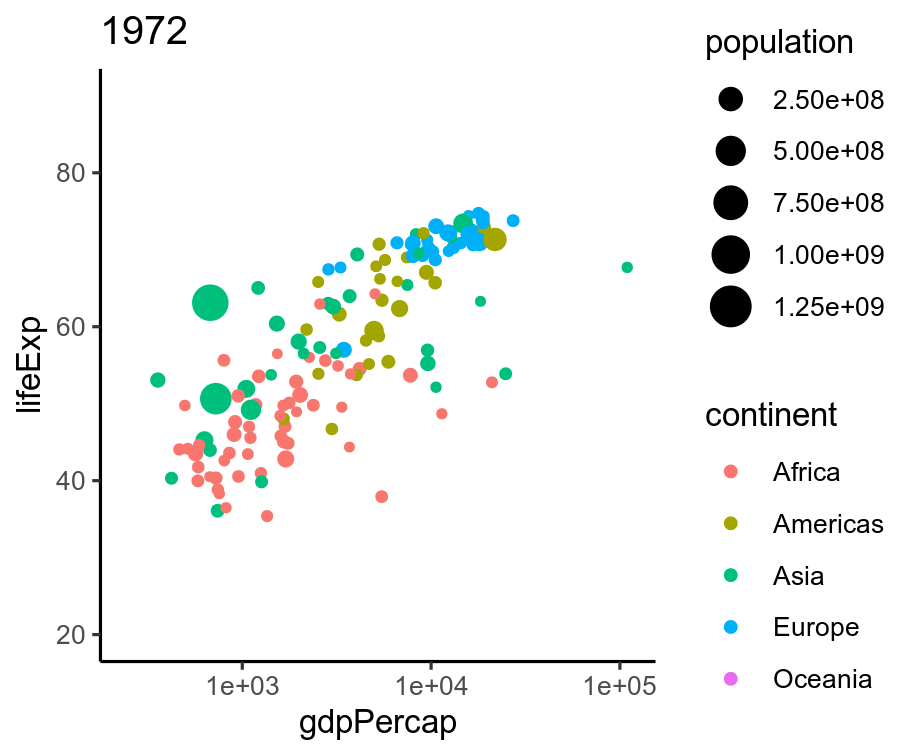 1972
population
2.50e+08
5.00e+08
7.50e+08
1.00e+09
1.25e+09
continent
Africa
Americas
Asia
Europe
Oceania
lifeExp
80
60
40
20
1e+03 1e+04 1e+05
gdpPercap